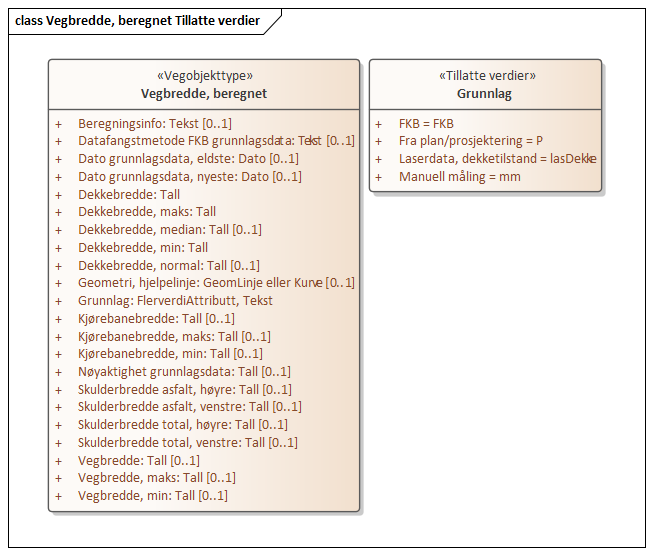 class Vegbredde, beregnet Tillatte verdier
«Vegobjekttype»
Vegbredde, beregnet
+ Beregningsinfo: Tekst [0..1]
+ Datafangstmetode FKB grunnlagsdata: Tekst [0..1]
+ Dato grunnlagsdata, eldste: Dato [0..1]
+ Dato grunnlagsdata, nyeste: Dato [0..1]
+ Dekkebredde: Tall
+ Dekkebredde, maks: Tall
+ Dekkebredde, median: Tall [0..1]
+ Dekkebredde, min: Tall
+ Dekkebredde, normal: Tall [0..1]
+ Geometri, hjelpelinje: GeomLinje eller Kurve [0..1]
+ Grunnlag: FlerverdiAttributt, Tekst
+ Kjørebanebredde: Tall [0..1]
+ Kjørebanebredde, maks: Tall [0..1]
+ Kjørebanebredde, min: Tall [0..1]
+ Nøyaktighet grunnlagsdata: Tall [0..1]
+ Skulderbredde asfalt, høyre: Tall [0..1]
+ Skulderbredde asfalt, venstre: Tall [0..1]
+ Skulderbredde total, høyre: Tall [0..1]
+ Skulderbredde total, venstre: Tall [0..1]
+ Vegbredde: Tall [0..1]
+ Vegbredde, maks: Tall [0..1]
+ Vegbredde, min: Tall [0..1]
«Tillatte verdier»
Grunnlag
+ FKB = FKB
+ Fra plan/prosjektering = P
+ Laserdata, dekketilstand = lasDekke
+ Manuell måling = mm